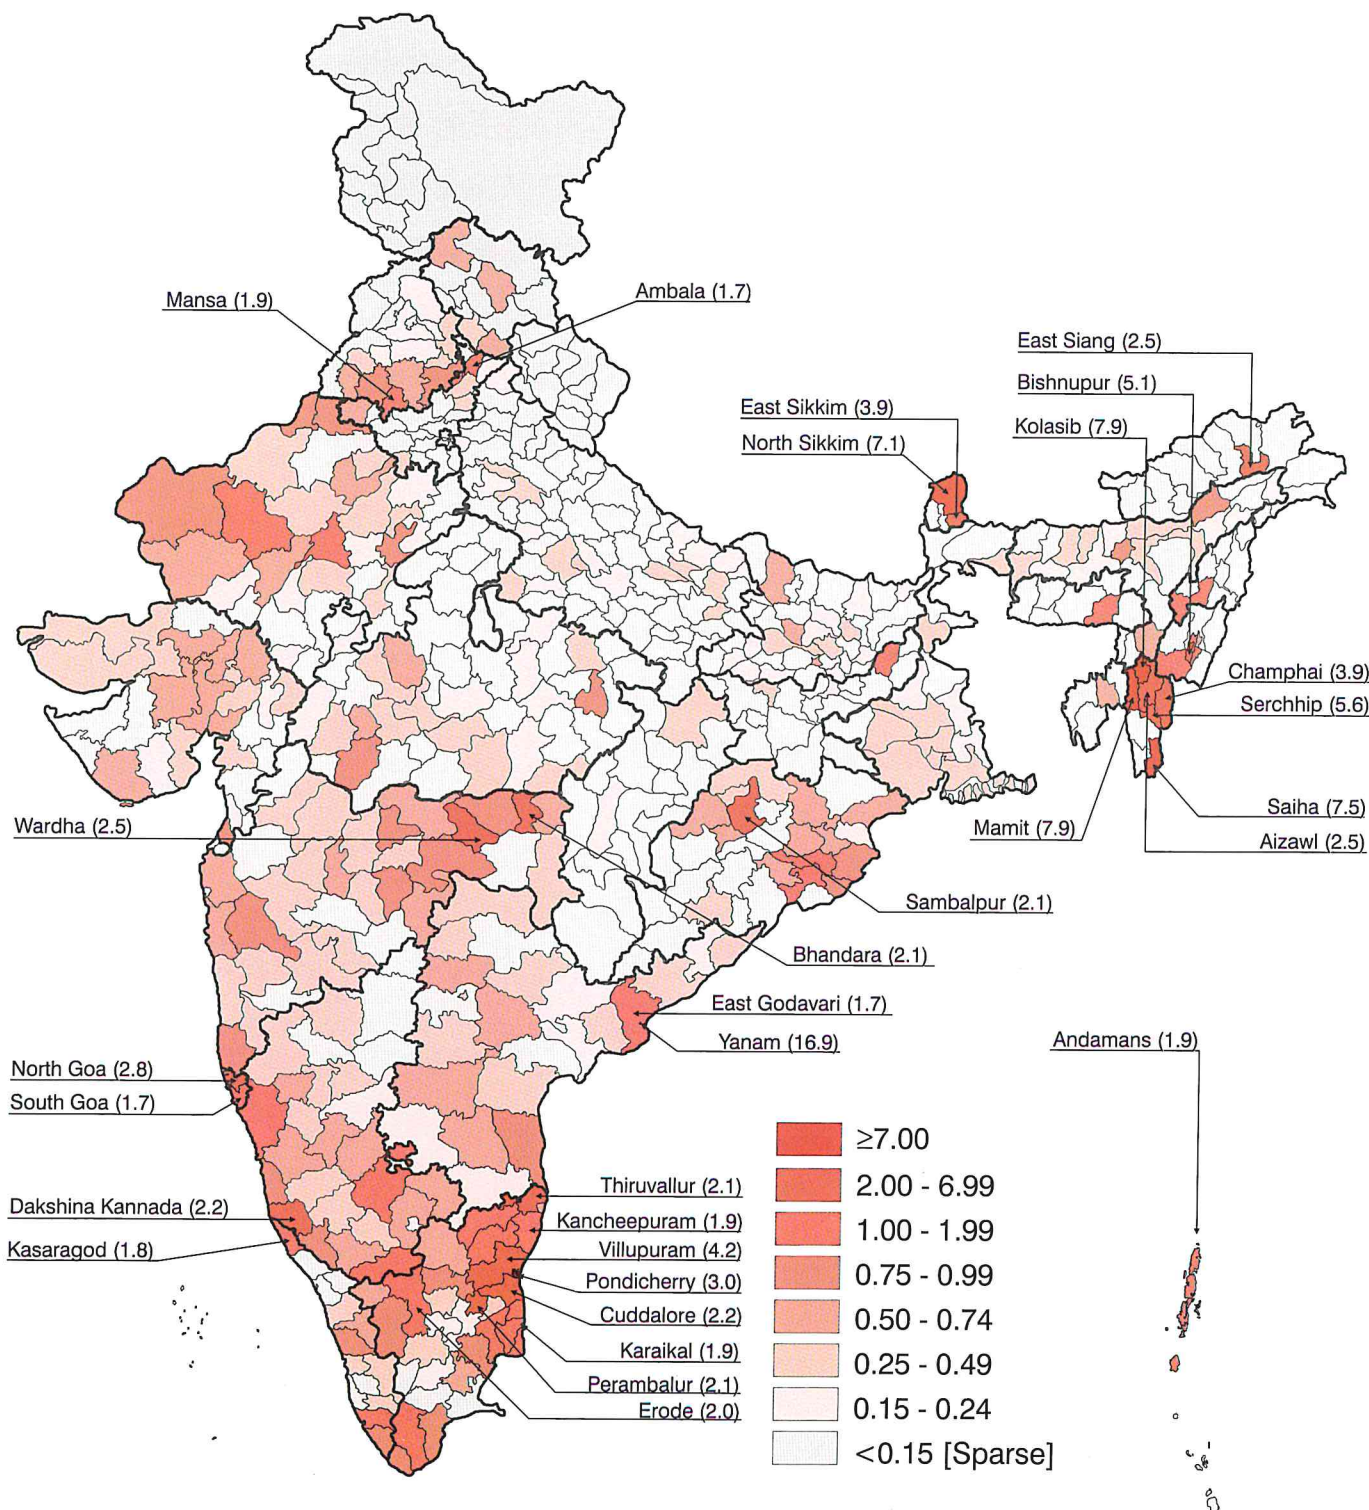 Mansa (1.9)
Ambala (1.7)
East Siang (2.5)
Bishnupur (5.1)
East Sikkim (3.9)
Kolasib (7.9)
North Sikkim (7.1)
Champhai (3.9)
Serchhip (5.6)
Saiha (7.5)
Wardha (2.5)
Mamit (7.9)
Aizawl (2.5)
Sambalpur (2.1)
Bhandara (2.1)
East Godavari (1.7)
Yanam (16.9)
Andamans (1.9)
North Goa (2.8)
South Goa (1.7)
Thiruvallur (2.1)
Dakshina Kannada (2.2)
Kancheepuram (1.9)
Kasaragod (1.8)
Villupuram (4.2)
Pondicherry (3.0)
Cuddalore (2.2)
Karaikal (1.9)
Perambalur (2.1)
Erode (2.0)
≥7.00
2.00 - 6.99
1.00 - 1.99
0.75 - 0.99
0.50 - 0.74
0.25 - 0.49
0.15 - 0.24
<0.15 [Sparse]